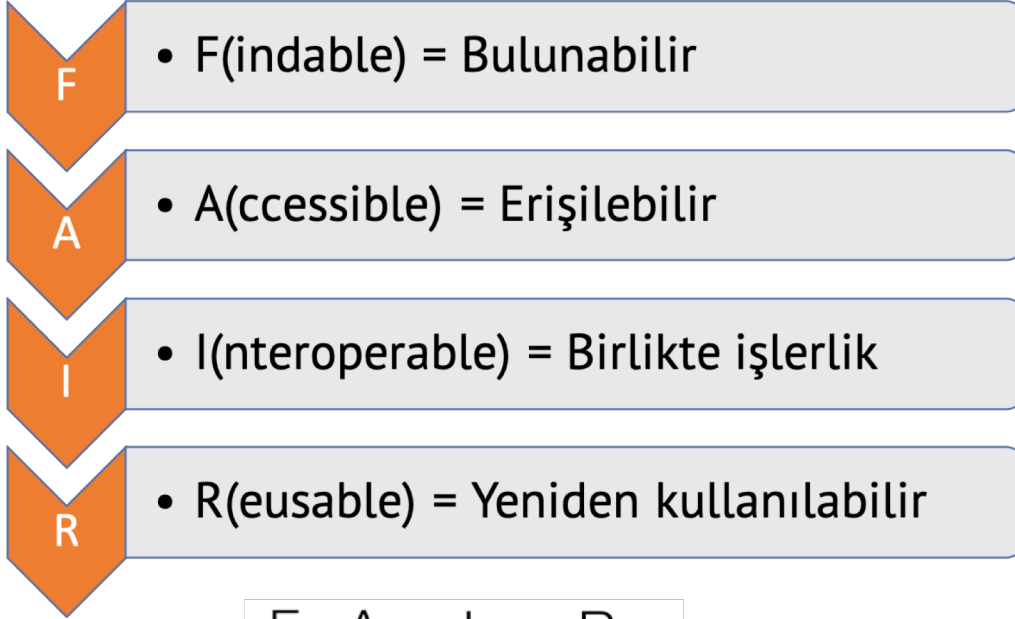 F
• F(indable) = Bulunabilir
A
• A(ccessible) = Erişilebilir
I
• I(nteroperable) = Birlikte işlerlik
R
• R(eusable) = Yeniden kullanılabilir